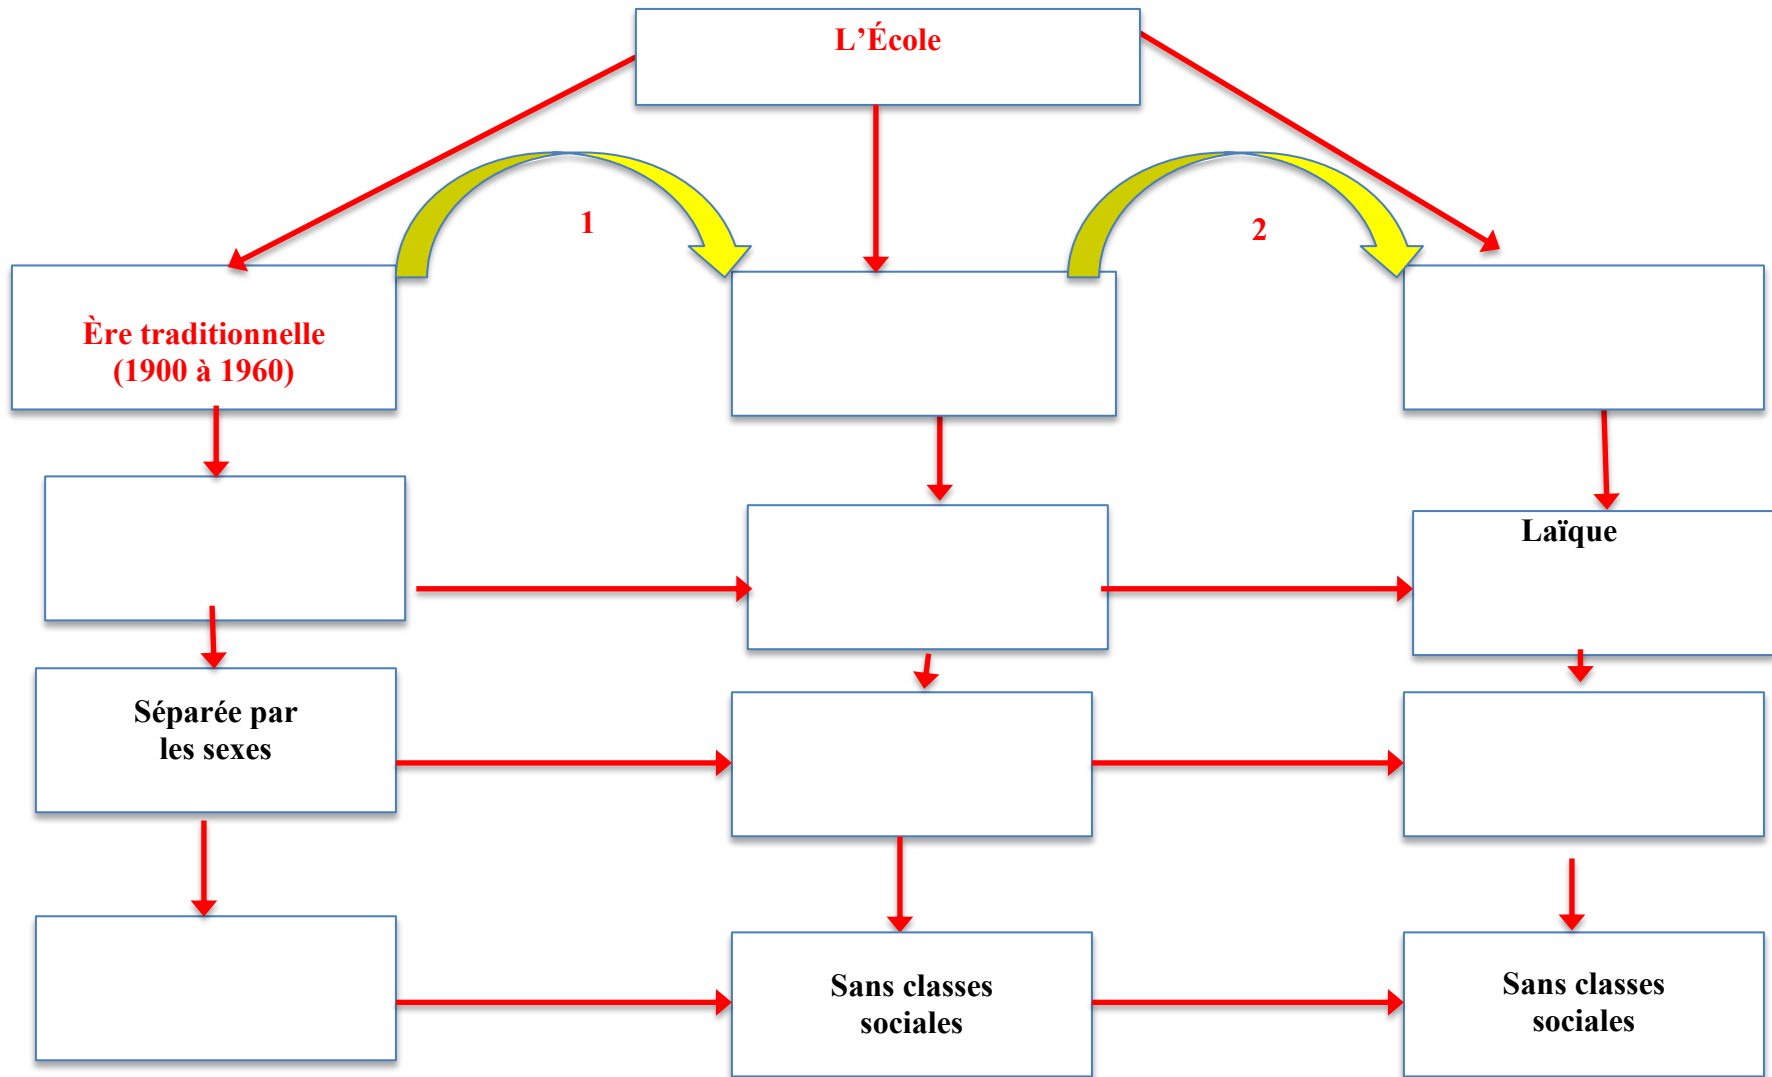 L’École
1
2
Ère traditionnelle
(1900 à 1960)
Laïque
Séparée par
les sexes
Sans classes
sociales
Sans classes
sociales